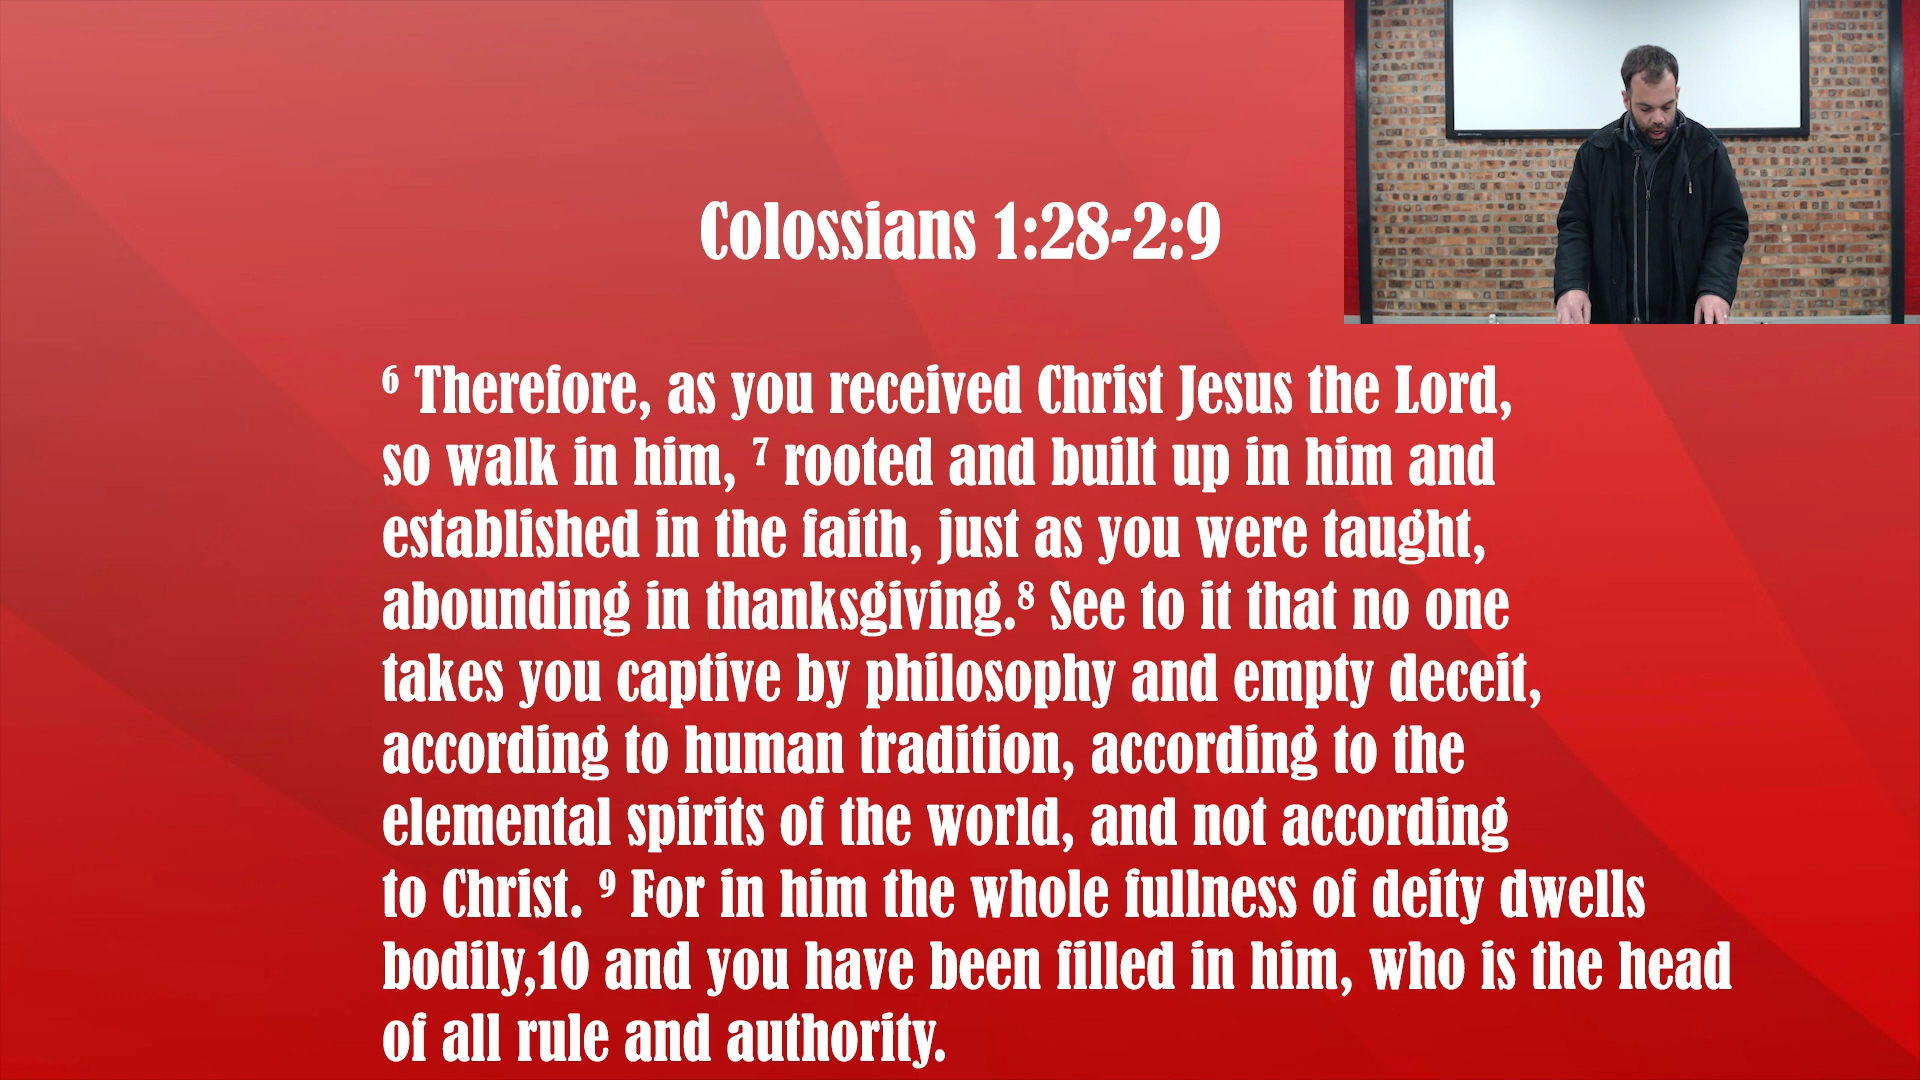 Colossians 1:28-2:9
⁶ Therefore, as you received Christ Jesus the Lord,
so walk in him, ⁷ rooted and built up in him and
established in the faith, just as you were taught,
abounding in thanksgiving.⁸ See to it that no one
takes you captive by philosophy and empty deceit,
according to human tradition, according to the
elemental spirits of the world, and not according
to Christ. ⁹ For in him the whole fullness of deity dwells
bodily,10 and you have been filled in him, who is the head
of all rule and authority.